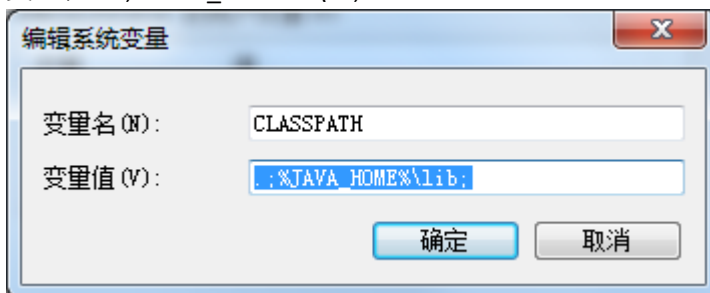 编辑系统变量
变量名(N): CLASSPATH
变量值(V): .;%JAVA_HOME%\lib;
确定 取消